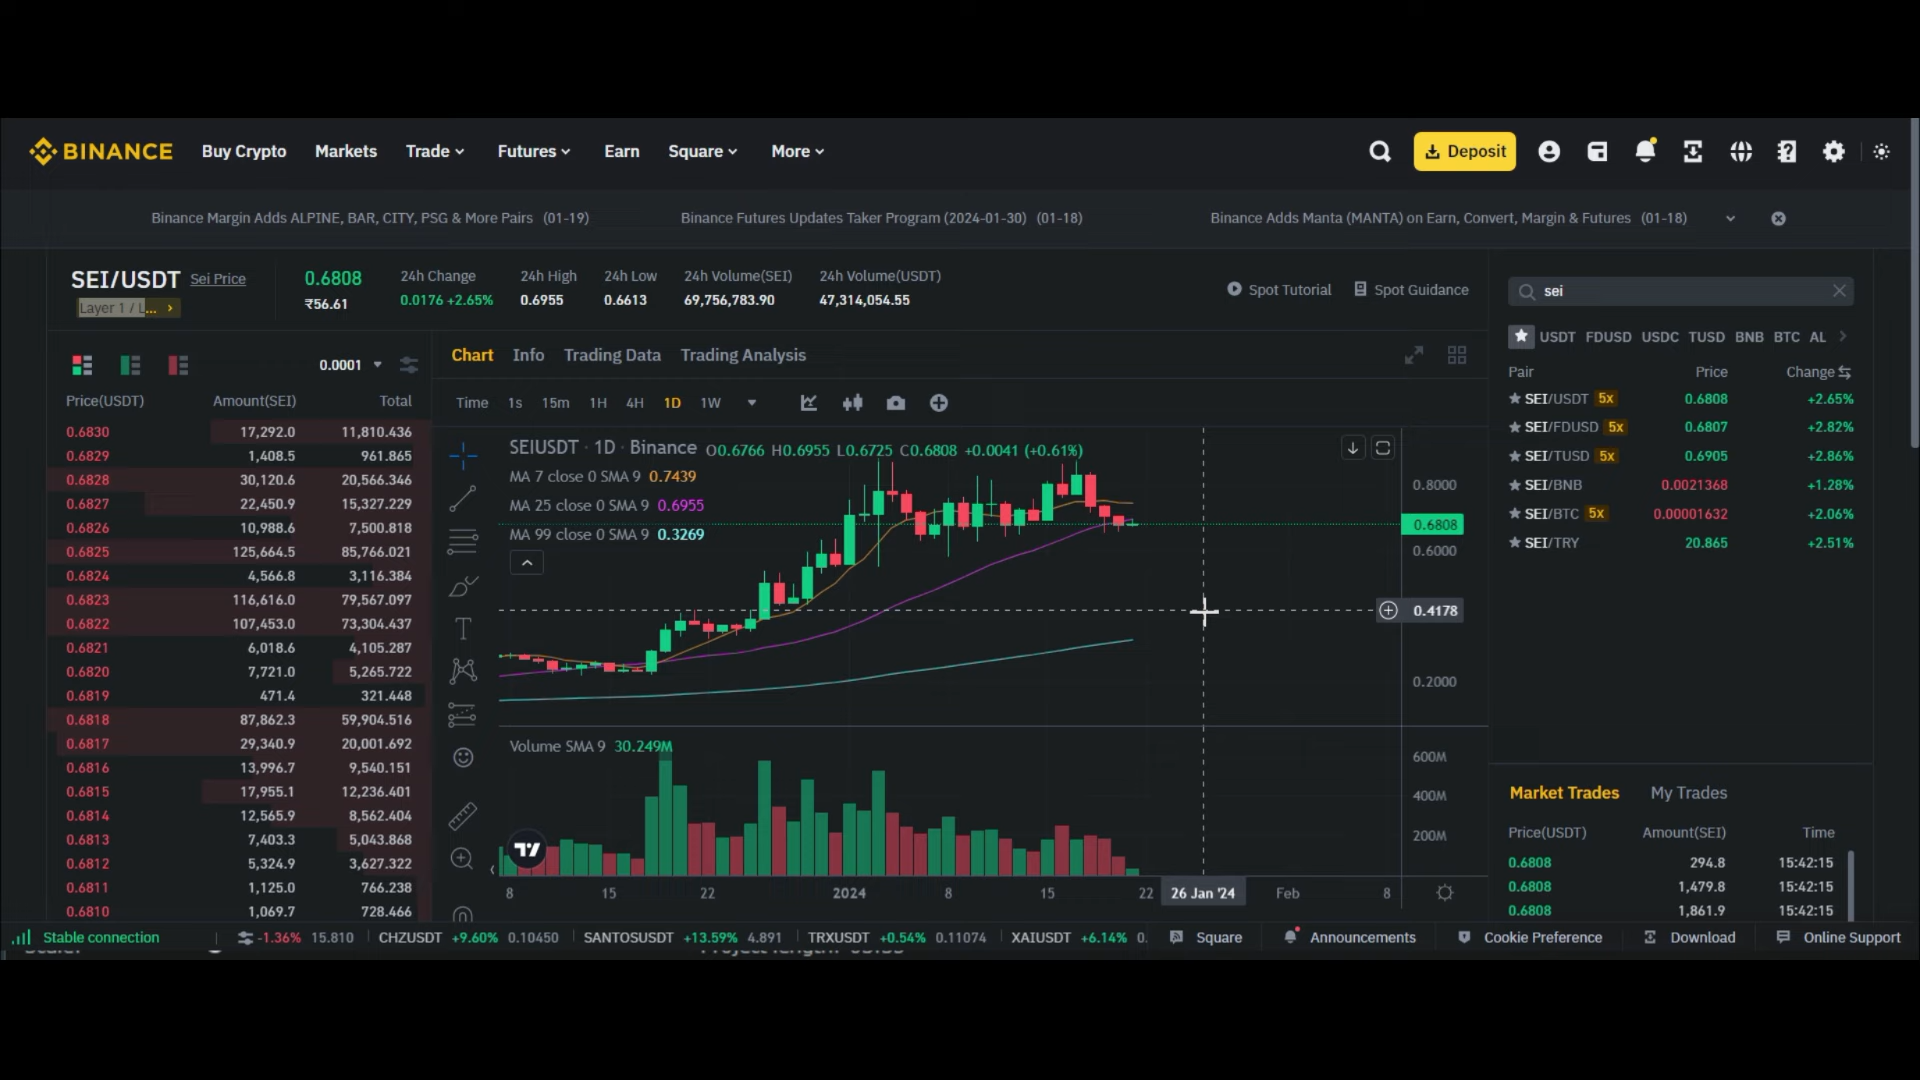 BINANCE Buy Crypto Markets Trade Futures Earn Square More Deposit
Binance Margin Adds ALPINE, BAR, CITY, PSG & More Pairs (01-19) Binance Futures Updates Taker Program (2024-01-30) (01-18) Binance Adds Manta (MANTA) on Earn, Convert, Margin & Futures (01-18)
SEI/USDT Sei Price
Layer 1 / L...
0.6808
₹56.61
24h Change
0.0176 +2.65%
24h High
0.6955
24h Low
0.6613
24h Volume(SEI)
69,756,783.90
24h Volume(USDT)
47,314,054.55
Spot Tutorial Spot Guidance
0.0001
Price(USDT) Amount(SEI) Total
0.6830 17,292.0 11,810.436
0.6829 1,408.5 961.865
0.6828 30,120.6 20,566.346
0.6827 22,450.9 15,327.229
0.6826 10,988.6 7,500.818
0.6825 125,664.5 85,766.021
0.6824 4,566.8 3,116.384
0.6823 116,616.0 79,567.097
0.6822 107,453.0 73,304.437
0.6821 6,018.6 4,105.287
0.6820 7,721.0 5,265.722
0.6819 471.4 321.448
0.6818 87,862.3 59,904.516
0.6817 29,340.9 20,001.692
0.6816 13,996.7 9,540.151
0.6815 17,955.1 12,236.401
0.6814 12,565.9 8,562.404
0.6813 7,403.3 5,043.868
0.6812 5,324.9 3,627.322
0.6811 1,125.0 766.238
0.6810 1,069.7 728.466
Chart Info Trading Data Trading Analysis
Time 1s 15m 1H 4H 1D 1W
SEIUSDT · 1D · Binance O0.6766 H0.6955 L0.6725 C0.6808 +0.0041 (+0.61%)
MA 7 close 0 SMA 9 0.7439
MA 25 close 0 SMA 9 0.6955
MA 99 close 0 SMA 9 0.3269
0.8000
0.6808
0.6000
0.4178
0.2000
Volume SMA 9 30.249M
600M
400M
200M
8 15 22 2024 8 15 22 26 Jan '24 Feb 8
sei
USDT FDUSD USDC TUSD BNB BTC AL
Pair Price Change
SEI/USDT 5x 0.6808 +2.65%
SEI/FDUSD 5x 0.6807 +2.82%
SEI/TUSD 5x 0.6905 +2.86%
SEI/BNB 0.0021368 +1.28%
SEI/BTC 5x 0.00001632 +2.06%
SEI/TRY 20.865 +2.51%
Market Trades My Trades
Price(USDT) Amount(SEI) Time
0.6808 294.8 15:42:15
0.6808 1,479.8 15:42:15
0.6808 1,861.9 15:42:15
Stable connection -1.36% 15.810 CHZUSDT +9.60% 0.10450 SANTOSUSDT +13.59% 4.891 TRXUSDT +0.54% 0.11074 XAIUSDT +6.14% 0. Square Announcements Cookie Preference Download Online Support